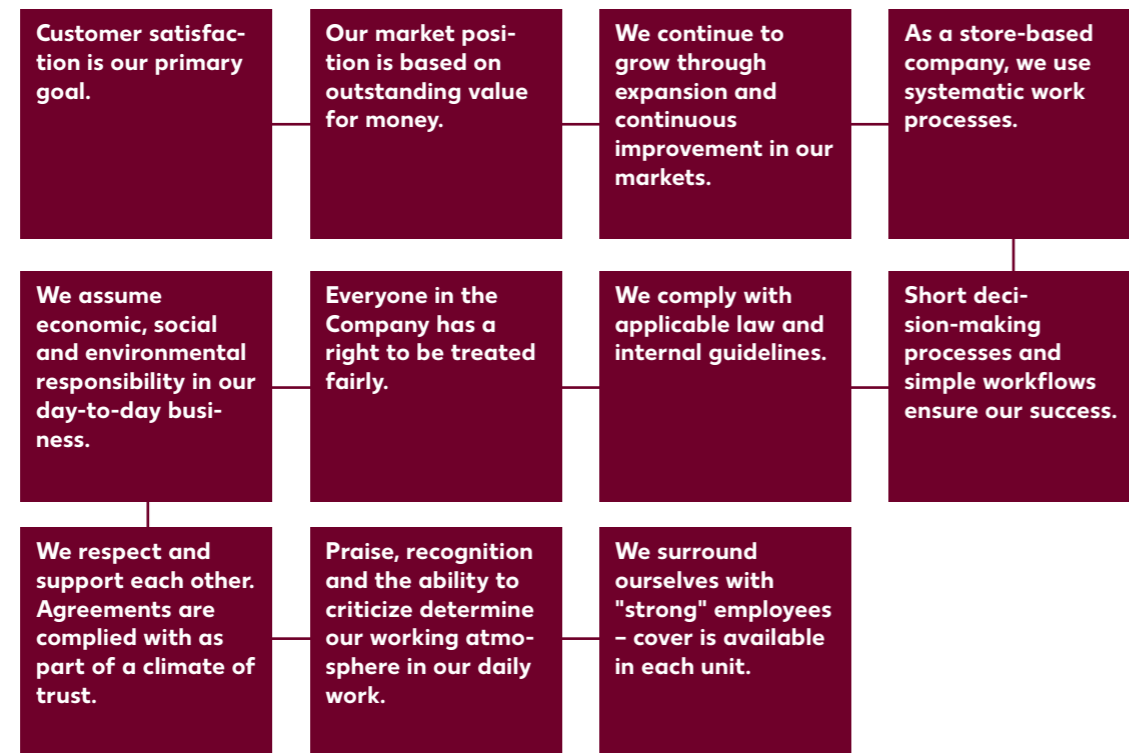 Customer satisfac-
tion is our primary
goal.
Our market posi-
tion is based on
outstanding value
for money.
We continue to
grow through
expansion and
continuous
improvement in our
markets.
As a store-based
company, we use
systematic work
processes.
Short deci-
sion-making
processes and
simple workflows
ensure our success.
We comply with
applicable law and
internal guidelines.
Everyone in the
Company has a
right to be treated
fairly.
We assume
economic, social
and environmental
responsibility in our
day-to-day busi-
ness.
We respect and
support each other.
Agreements are
complied with as
part of a climate of
trust.
Praise, recognition
and the ability to
criticize determine
our working atmo-
sphere in our daily
work.
We surround
ourselves with
"strong" employees
– cover is available
in each unit.